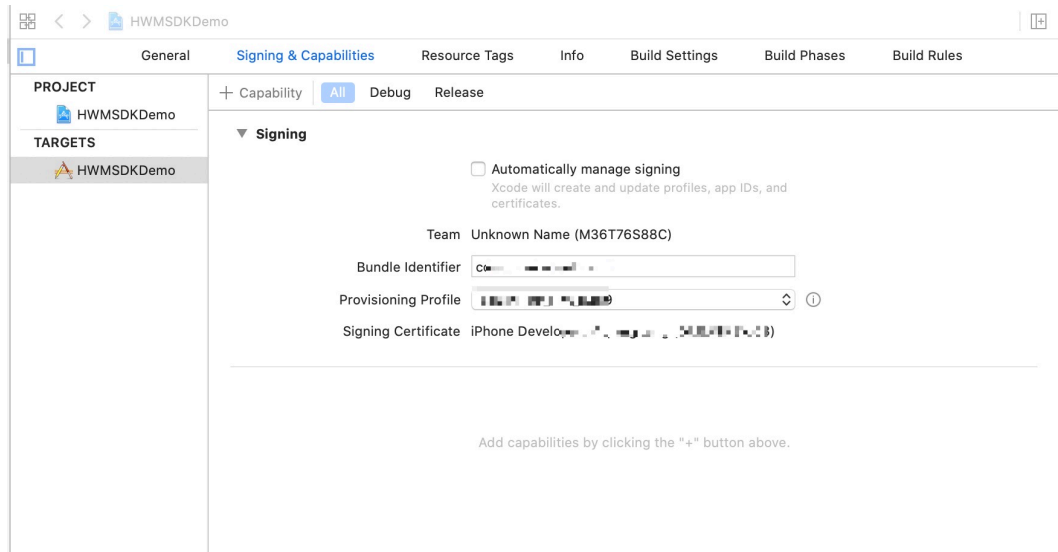 HWMSDKDemo
General Signing & Capabilities Resource Tags Info Build Settings Build Phases Build Rules
PROJECT
HWMSDKDemo
TARGETS
HWMSDKDemo
+ Capability All Debug Release
Signing
Automatically manage signing
Xcode will create and update profiles, app IDs, and
certificates.
Team Unknown Name (M36T76S88C)
Bundle Identifier
Provisioning Profile
Signing Certificate iPhone
Add capabilities by clicking the "+" button above.